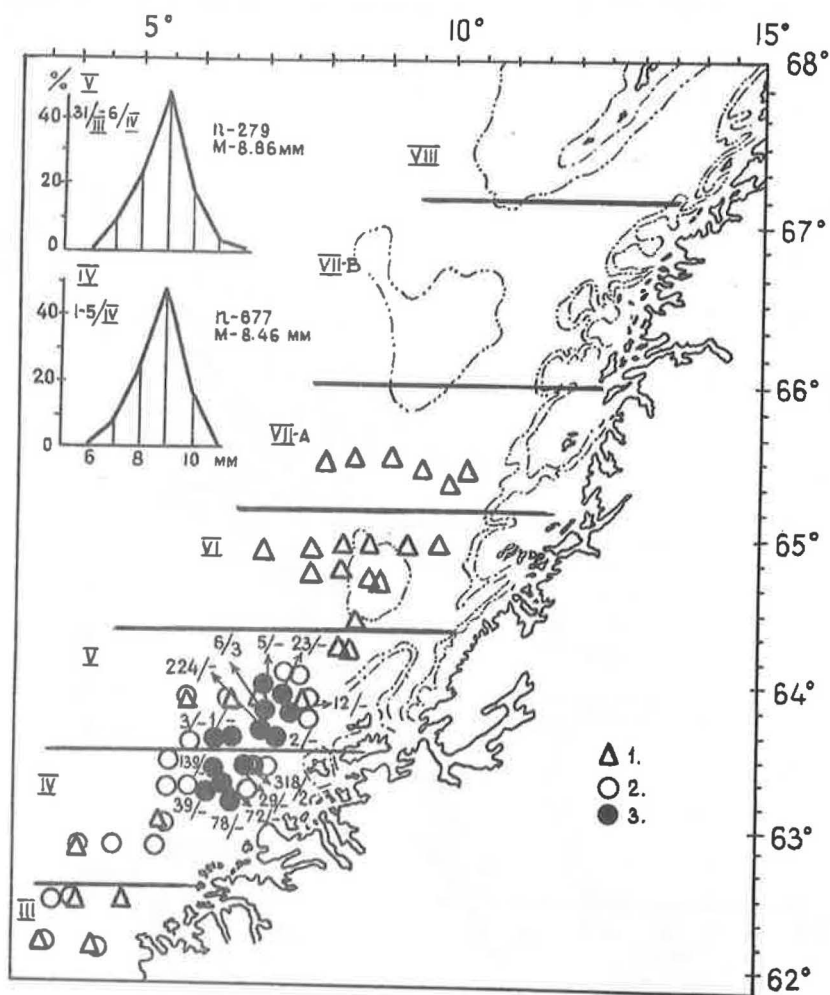 5° 10° 15°
68°
% V
31/III-6/IV
40
20
0
n-279
M-8.86 мм
VIII
67°
VII-B
IV
1-5/IV
40
20
0
6 8 10 мм
n-677
M-8.46 мм
66°
VII-A
VI
65°
V
6/3 5/- 23/-
224/-
64°
12/-
3/- 1/-
2/-
139/-
318/2
IV
39/- 29/-
78/- 72/-
1.
2.
3.
63°
III
62°